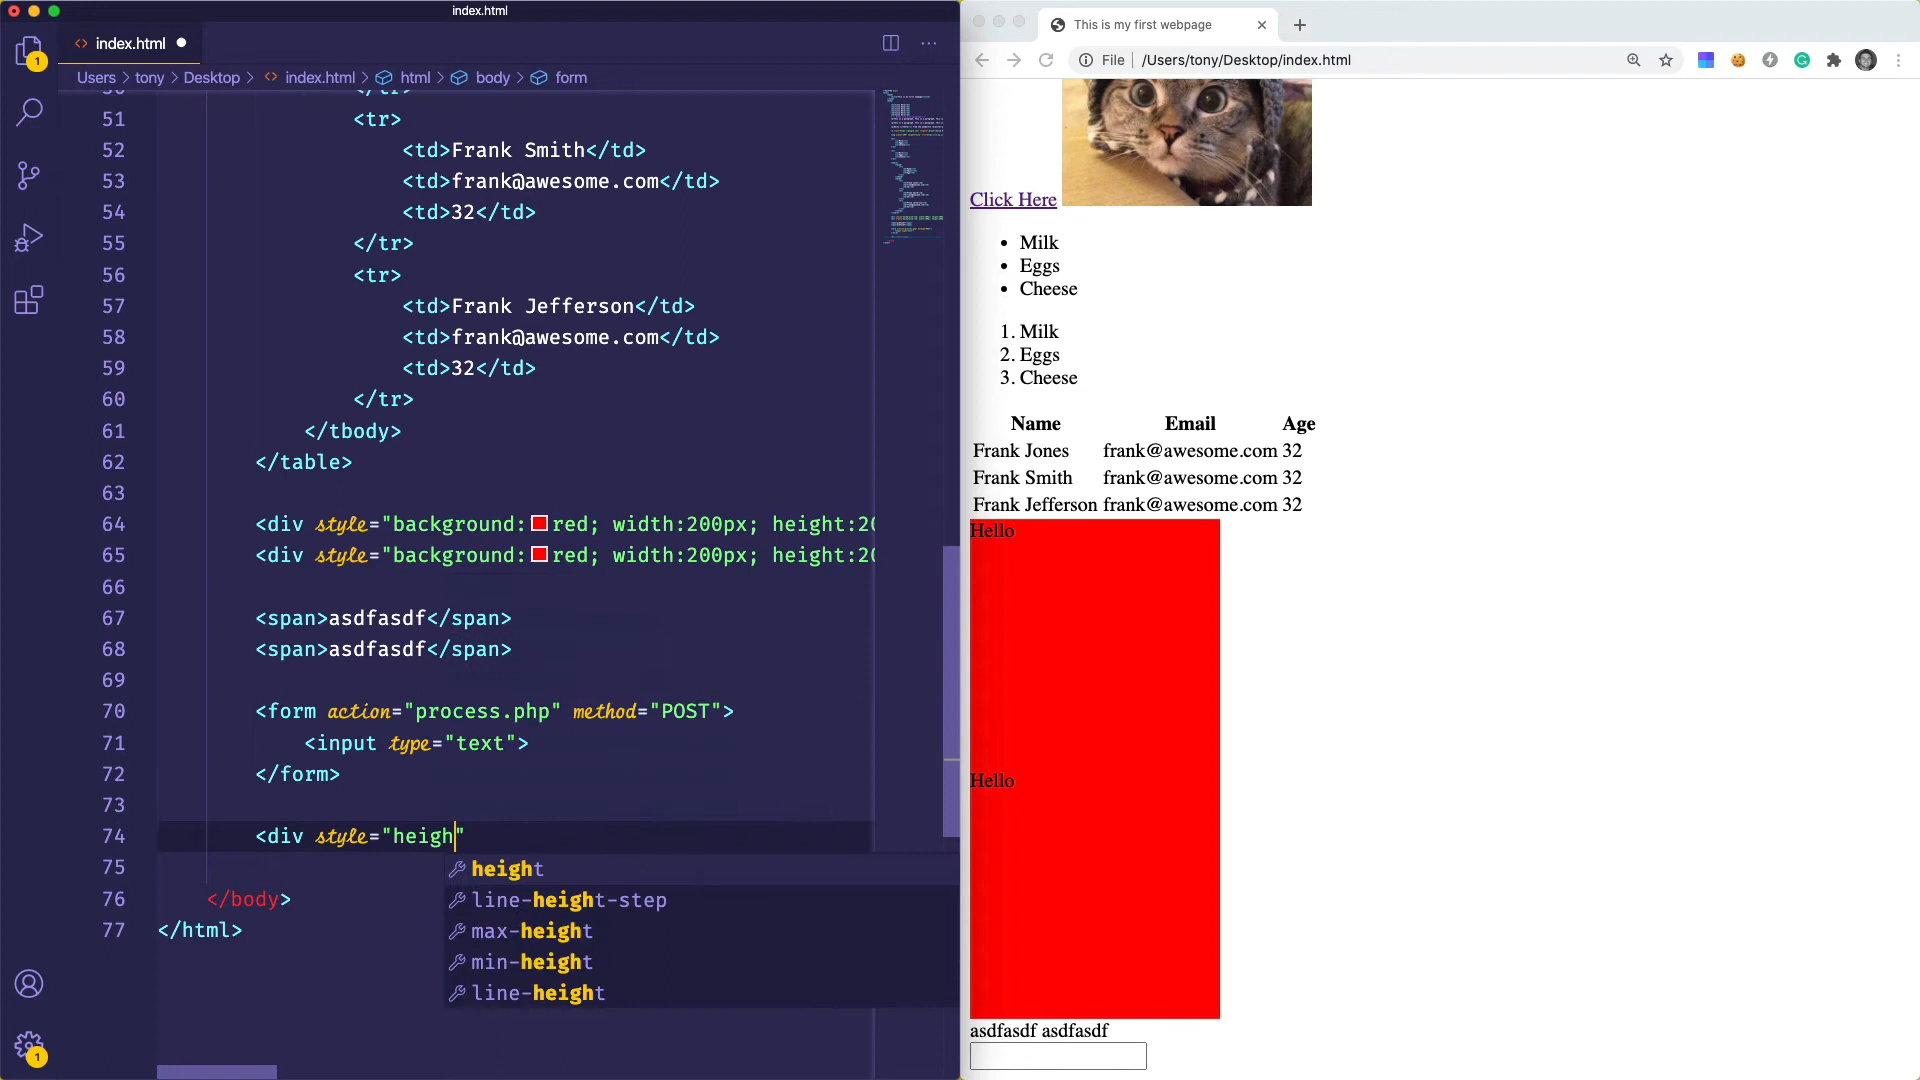 index.html
index.html
Users > tony > Desktop > index.html > html > body > form
51 <tr>
52 <td>Frank Smith</td>
53 <td>frank@awesome.com</td>
54 <td>32</td>
55 </tr>
56 <tr>
57 <td>Frank Jefferson</td>
58 <td>frank@awesome.com</td>
59 <td>32</td>
60 </tr>
61 </tbody>
62 </table>
63
64 <div style="background: red; width:200px; height:20
65 <div style="background: red; width:200px; height:20
66
67 <span>asdfasdf</span>
68 <span>asdfasdf</span>
69
70 <form action="process.php" method="POST">
71 <input type="text">
72 </form>
73
74 <div style="heigh"
75
76 </body>
77 </html>
height
line-height-step
max-height
min-height
line-height
1
1
This is my first webpage
File /Users/tony/Desktop/index.html
Click Here
Milk
Eggs
Cheese
1. Milk
2. Eggs
3. Cheese
Name Email Age
Frank Jones frank@awesome.com 32
Frank Smith frank@awesome.com 32
Frank Jefferson frank@awesome.com 32
Hello
Hello
asdfasdf asdfasdf